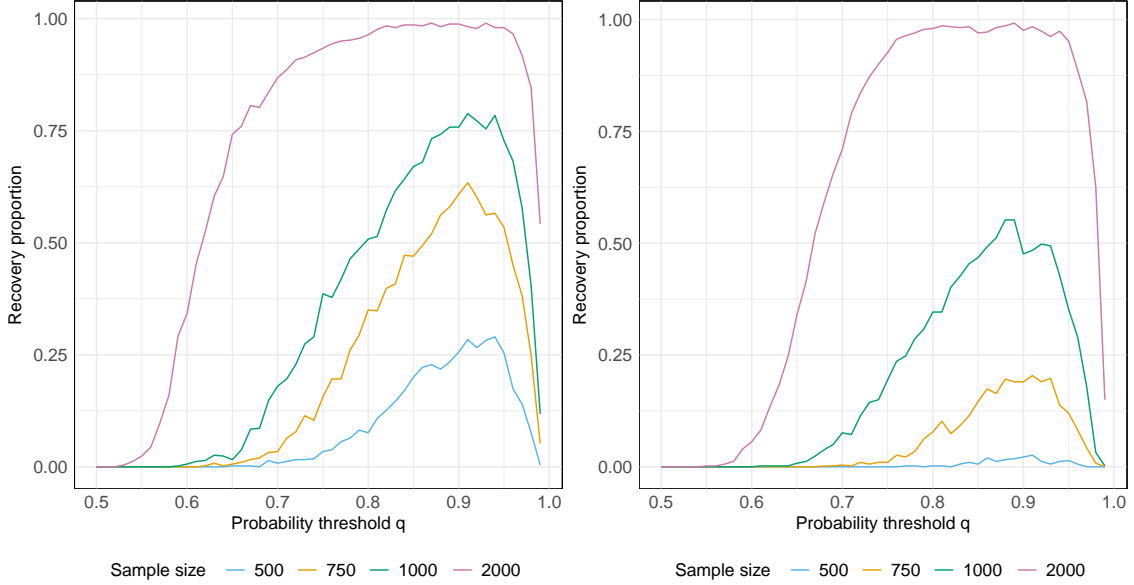 1.00
0.75
0.50
0.25
0.00
Recovery proportion
0.5 0.6 0.7 0.8 0.9 1.0
Probability threshold q
Sample size 500 750 1000 2000
1.00
0.75
0.50
0.25
0.00
Recovery proportion
0.5 0.6 0.7 0.8 0.9 1.0
Probability threshold q
Sample size 500 750 1000 2000